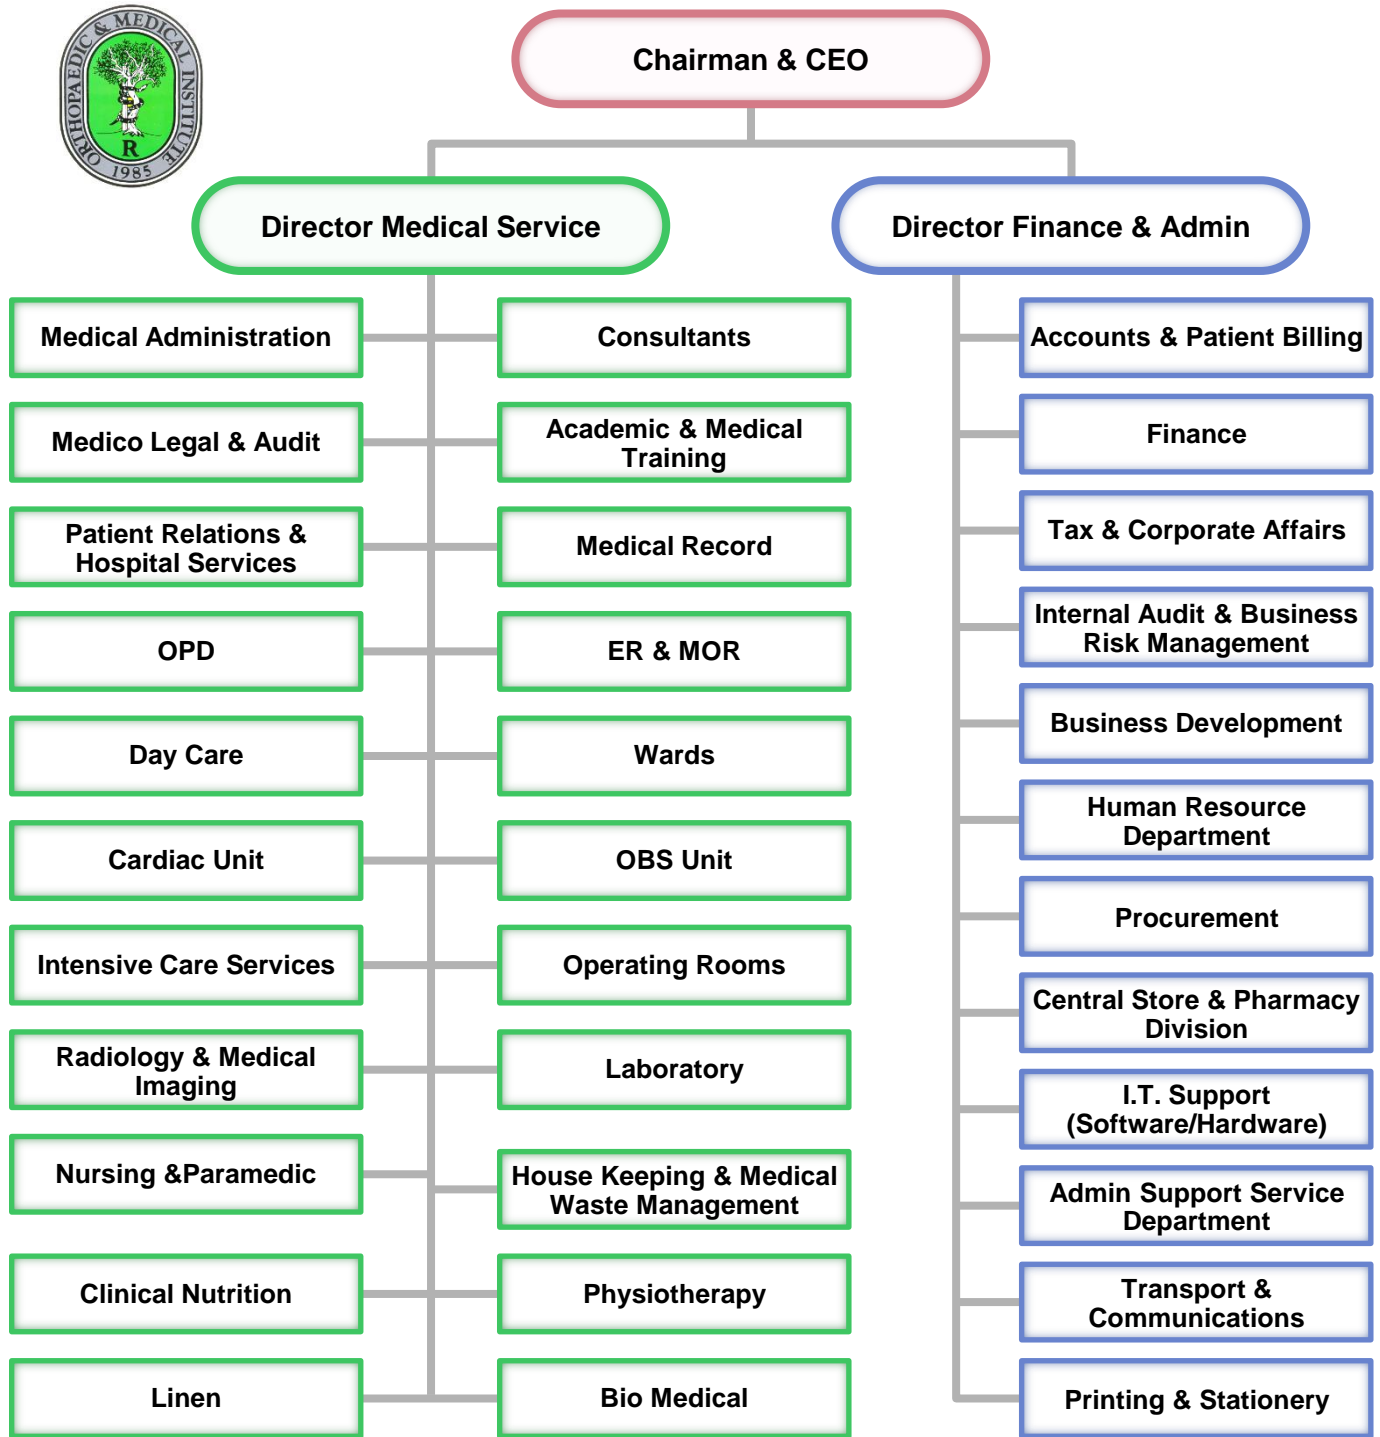 ORTHOPAEDIC & MEDICAL INSTITUTE
R
1985
Chairman & CEO
Director Medical Service
Director Finance & Admin
Medical Administration
Consultants
Accounts & Patient Billing
Medico Legal & Audit
Academic & Medical
Training
Finance
Patient Relations &
Hospital Services
Medical Record
Tax & Corporate Affairs
OPD
ER & MOR
Internal Audit & Business
Risk Management
Day Care
Wards
Business Development
Cardiac Unit
OBS Unit
Human Resource
Department
Intensive Care Services
Operating Rooms
Procurement
Radiology & Medical
Imaging
Laboratory
Central Store & Pharmacy
Division
Nursing &Paramedic
House Keeping & Medical
Waste Management
I.T. Support
(Software/Hardware)
Admin Support Service
Department
Clinical Nutrition
Physiotherapy
Transport &
Communications
Linen
Bio Medical
Printing & Stationery